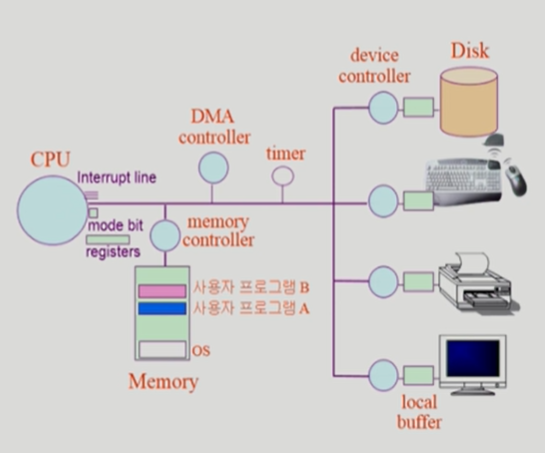 Disk
device
controller
DMA
controller
timer
CPU
Interrupt line
mode bit
registers
memory
controller
사용자 프로그램 B
사용자 프로그램 A
OS
Memory
local
buffer